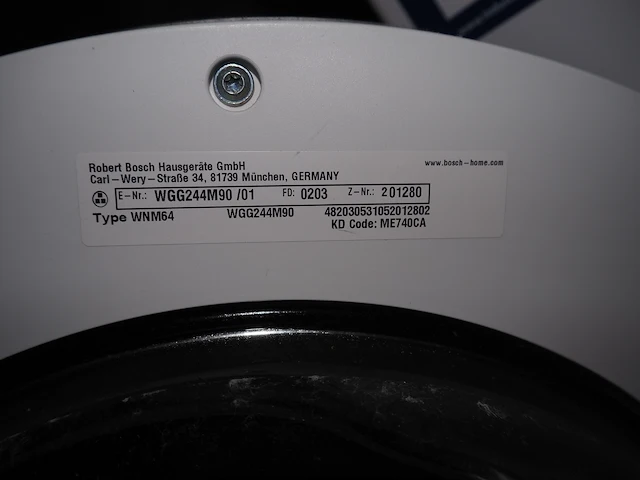 Robert Bosch Hausgeräte GmbH www.bosch-home.com
Carl-Wery-Straße 34, 81739 München, GERMANY
E-Nr.: WGG244M90 /01 FD: 0203 Z-Nr.: 201280
Type WNM64 WGG244M90 482030531052012802
KD Code: ME740CA